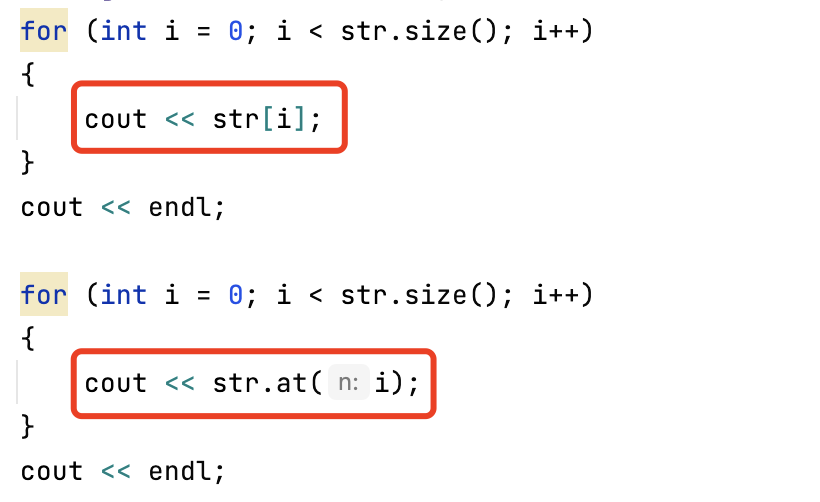 for (int i = 0; i < str.size(); i++)
{
cout << str[i];
}
cout << endl;
for (int i = 0; i < str.size(); i++)
{
cout << str.at( n: i);
}
cout << endl;